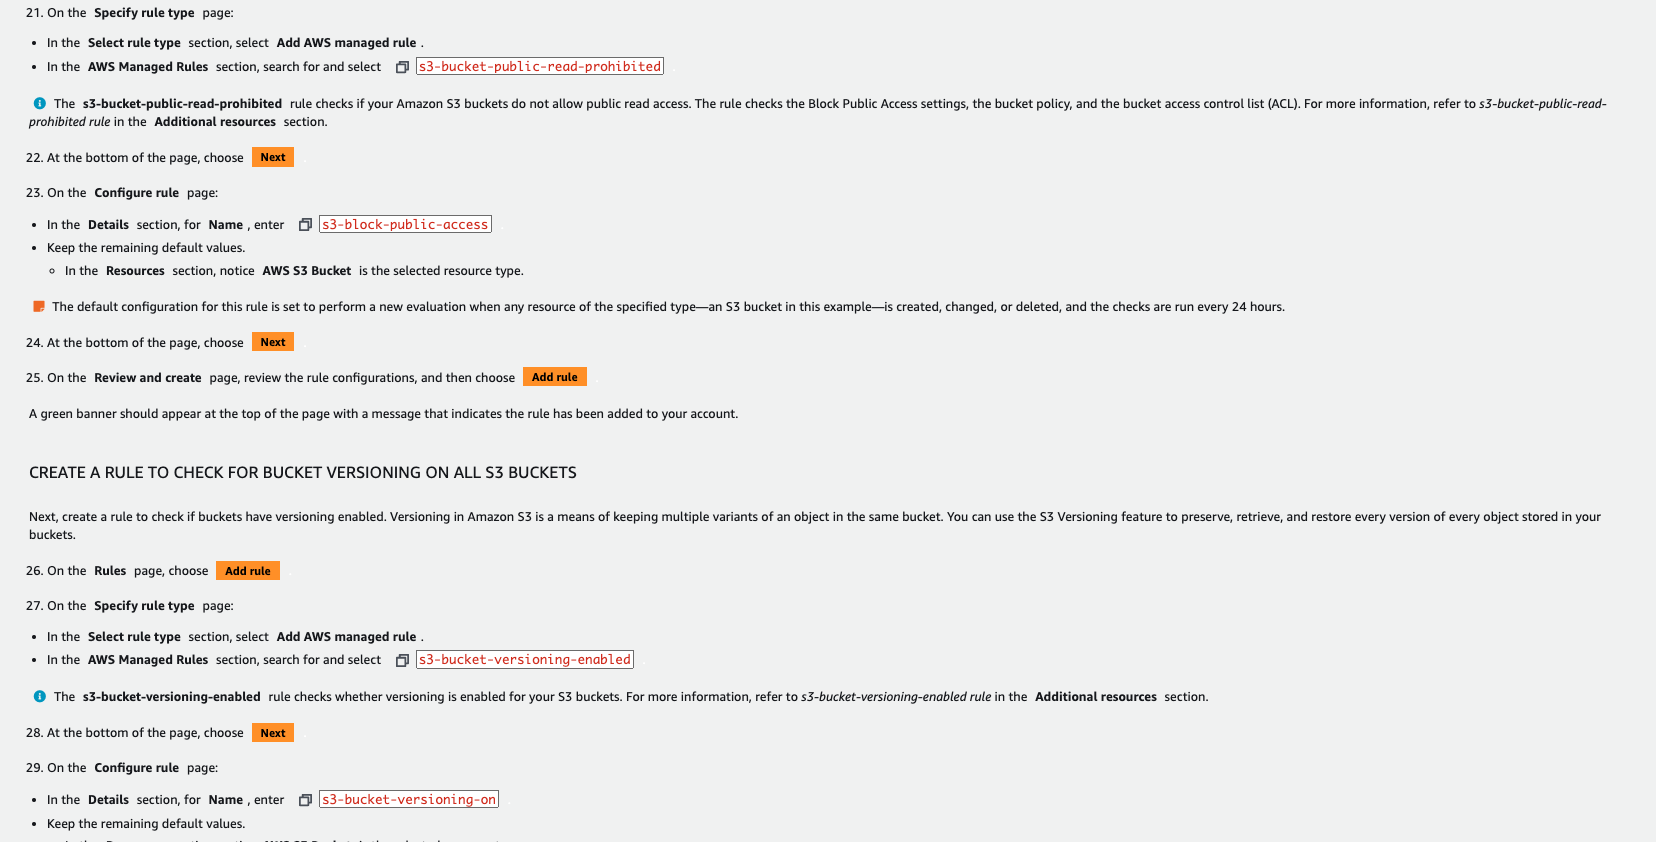 21. On the Specify rule type page:
• In the Select rule type section, select Add AWS managed rule .
• In the AWS Managed Rules section, search for and select s3-bucket-public-read-prohibited
The s3-bucket-public-read-prohibited rule checks if your Amazon S3 buckets do not allow public read access. The rule checks the Block Public Access settings, the bucket policy, and the bucket access control list (ACL). For more information, refer to s3-bucket-public-read-
prohibited rule in the Additional resources section.
22. At the bottom of the page, choose Next
23. On the Configure rule page:
• In the Details section, for Name , enter s3-block-public-access
• Keep the remaining default values.
◦ In the Resources section, notice AWS S3 Bucket is the selected resource type.
The default configuration for this rule is set to perform a new evaluation when any resource of the specified type—an S3 bucket in this example—is created, changed, or deleted, and the checks are run every 24 hours.
24. At the bottom of the page, choose Next
25. On the Review and create page, review the rule configurations, and then choose Add rule
A green banner should appear at the top of the page with a message that indicates the rule has been added to your account.
CREATE A RULE TO CHECK FOR BUCKET VERSIONING ON ALL S3 BUCKETS
Next, create a rule to check if buckets have versioning enabled. Versioning in Amazon S3 is a means of keeping multiple variants of an object in the same bucket. You can use the S3 Versioning feature to preserve, retrieve, and restore every version of every object stored in your
buckets.
26. On the Rules page, choose Add rule
27. On the Specify rule type page:
• In the Select rule type section, select Add AWS managed rule .
• In the AWS Managed Rules section, search for and select s3-bucket-versioning-enabled
The s3-bucket-versioning-enabled rule checks whether versioning is enabled for your S3 buckets. For more information, refer to s3-bucket-versioning-enabled rule in the Additional resources section.
28. At the bottom of the page, choose Next
29. On the Configure rule page:
• In the Details section, for Name , enter s3-bucket-versioning-on
• Keep the remaining default values.